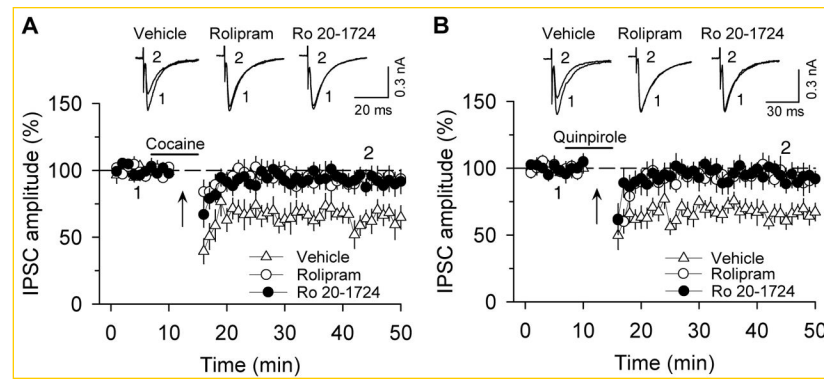 A
Vehicle Rolipram Ro 20-1724
2 2 2
1 1 1
0.3 nA
20 ms
IPSC amplitude (%)
150
100
50
0
Cocaine
1
2
Vehicle
Rolipram
Ro 20-1724
0 10 20 30 40 50
Time (min)
B
Vehicle Rolipram Ro 20-1724
2 2 2
1 1 1
0.3 nA
30 ms
IPSC amplitude (%)
150
100
50
0
Quinpirole
1
2
Vehicle
Rolipram
Ro 20-1724
0 10 20 30 40 50
Time (min)